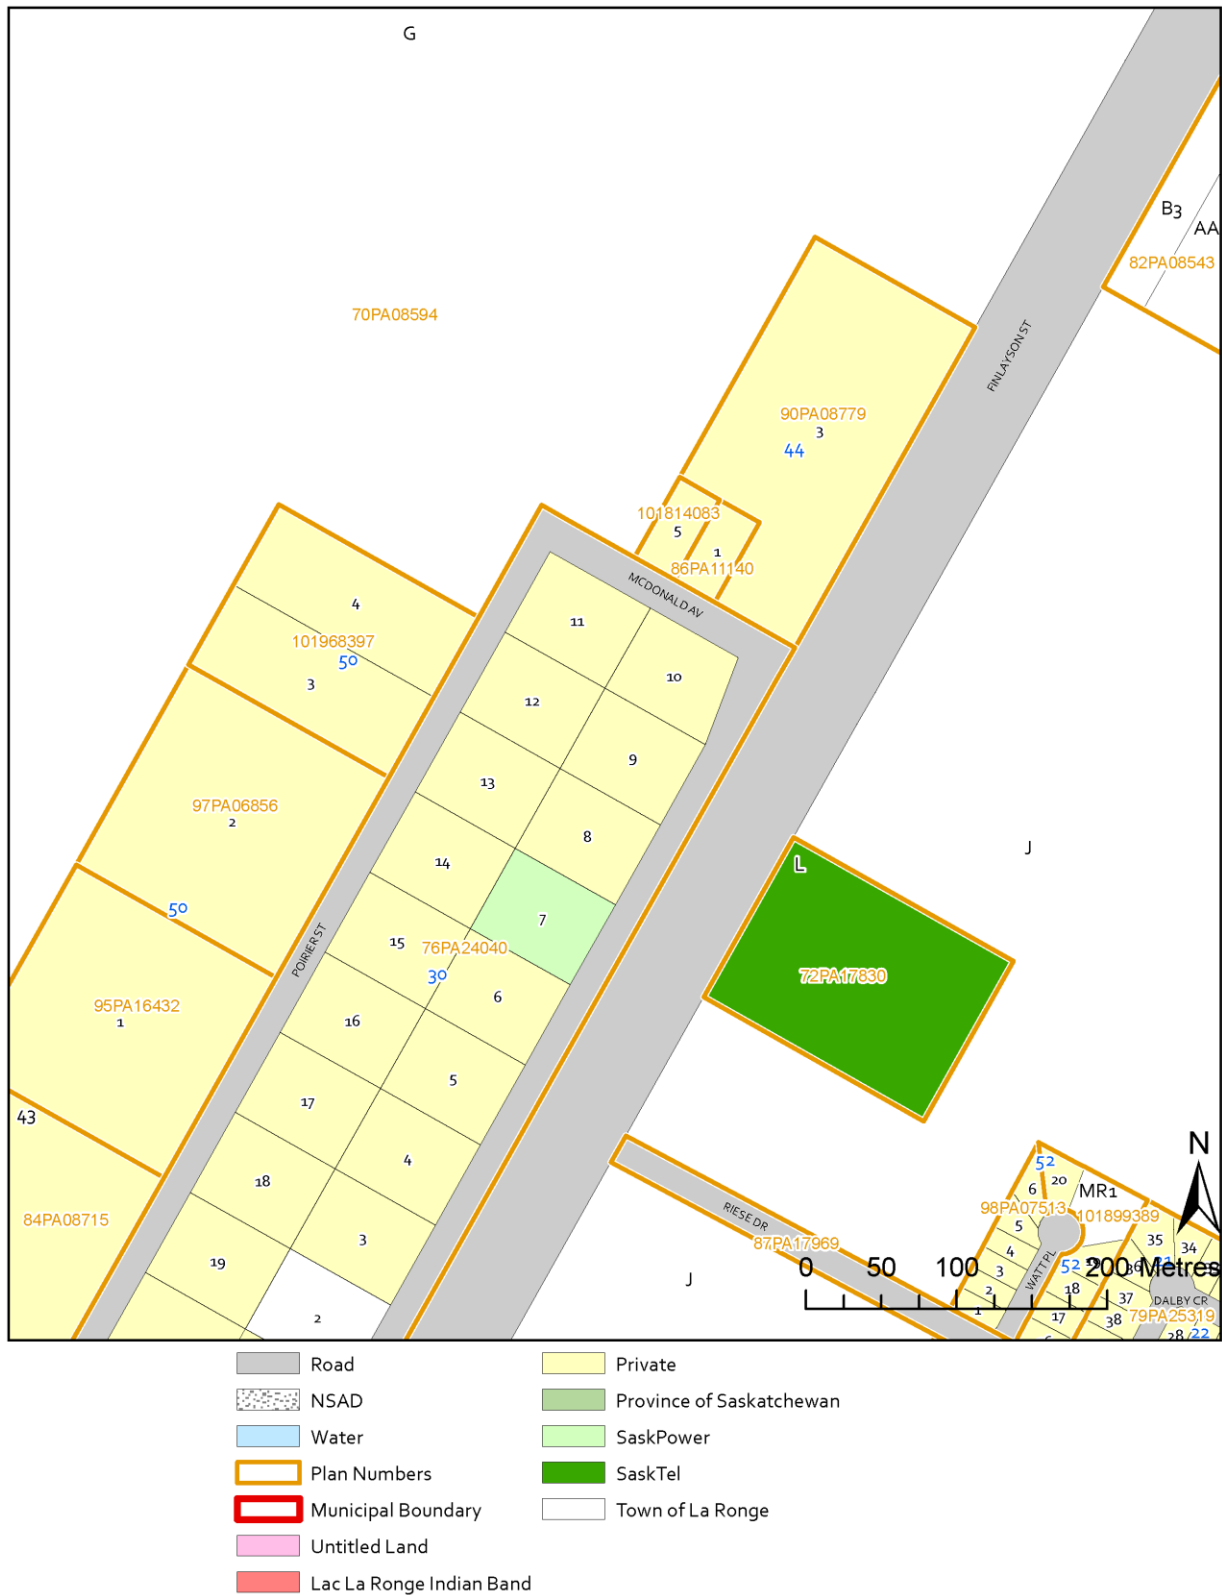 G
B3
AA
82PA08543
70PA08594
FINLAYSON ST
90PA08779
3
44
101814083
5
1
86PA11140
MCDONALD AV
4
101968397
50
3
11
10
12
9
13
8
97PA06856
2
14
7
L
J
50
15
76PA24040
30
6
72PA17830
POIRIER ST
95PA16432
1
16
5
17
43
4
18
84PA08715
3
19
2
N
52
6
20
MR1
98PA07513
101899389
5
RIESE DR
87PA17969
35
34
4
3
WATT PL
52
36
J
0 50 100 200 Metres
2
18
37
DALBY CR
1
17
38
79PA25319
28
22
Road
Private
NSAD
Province of Saskatchewan
Water
SaskPower
Plan Numbers
SaskTel
Municipal Boundary
Town of La Ronge
Untitled Land
Lac La Ronge Indian Band